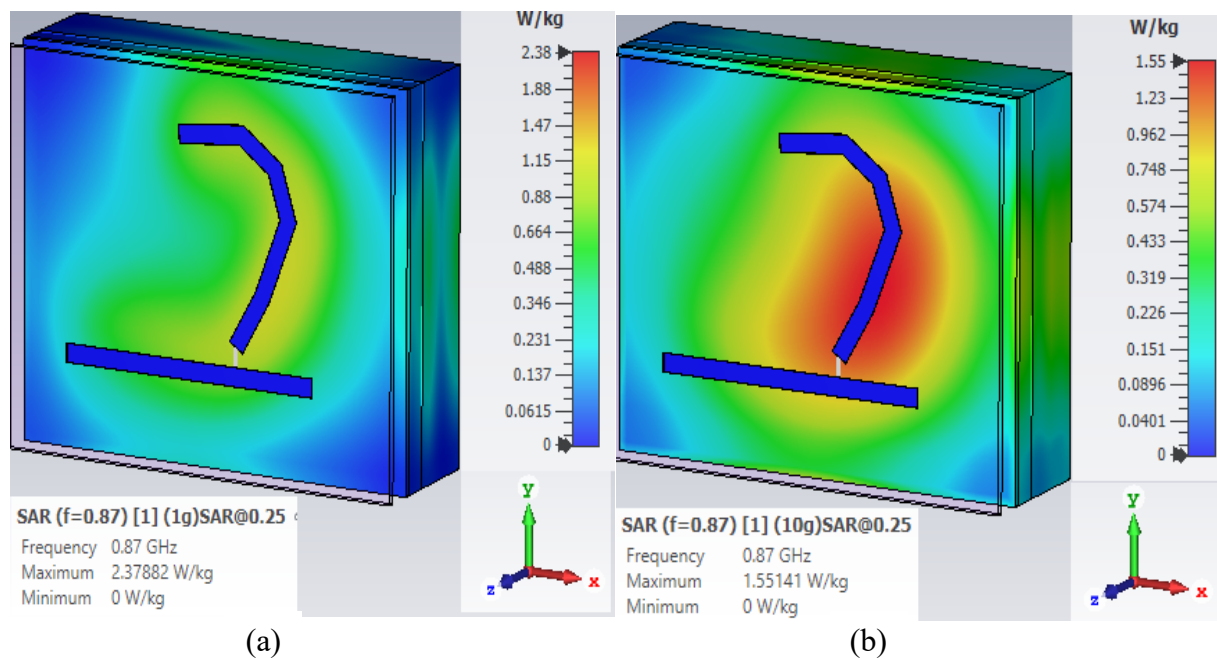 W/kg
2.38
1.88
1.47
1.15
0.88
0.664
0.488
0.346
0.231
0.137
0.0615
0
y
x
z
SAR (f=0.87) [1] (1g)SAR@0.25
Frequency 0.87 GHz
Maximum 2.37882 W/kg
Minimum 0 W/kg
(a)
W/kg
1.55
1.23
0.962
0.748
0.574
0.433
0.319
0.226
0.151
0.0896
0.0401
0
y
x
z
SAR (f=0.87) [1] (10g)SAR@0.25
Frequency 0.87 GHz
Maximum 1.55141 W/kg
Minimum 0 W/kg
(b)